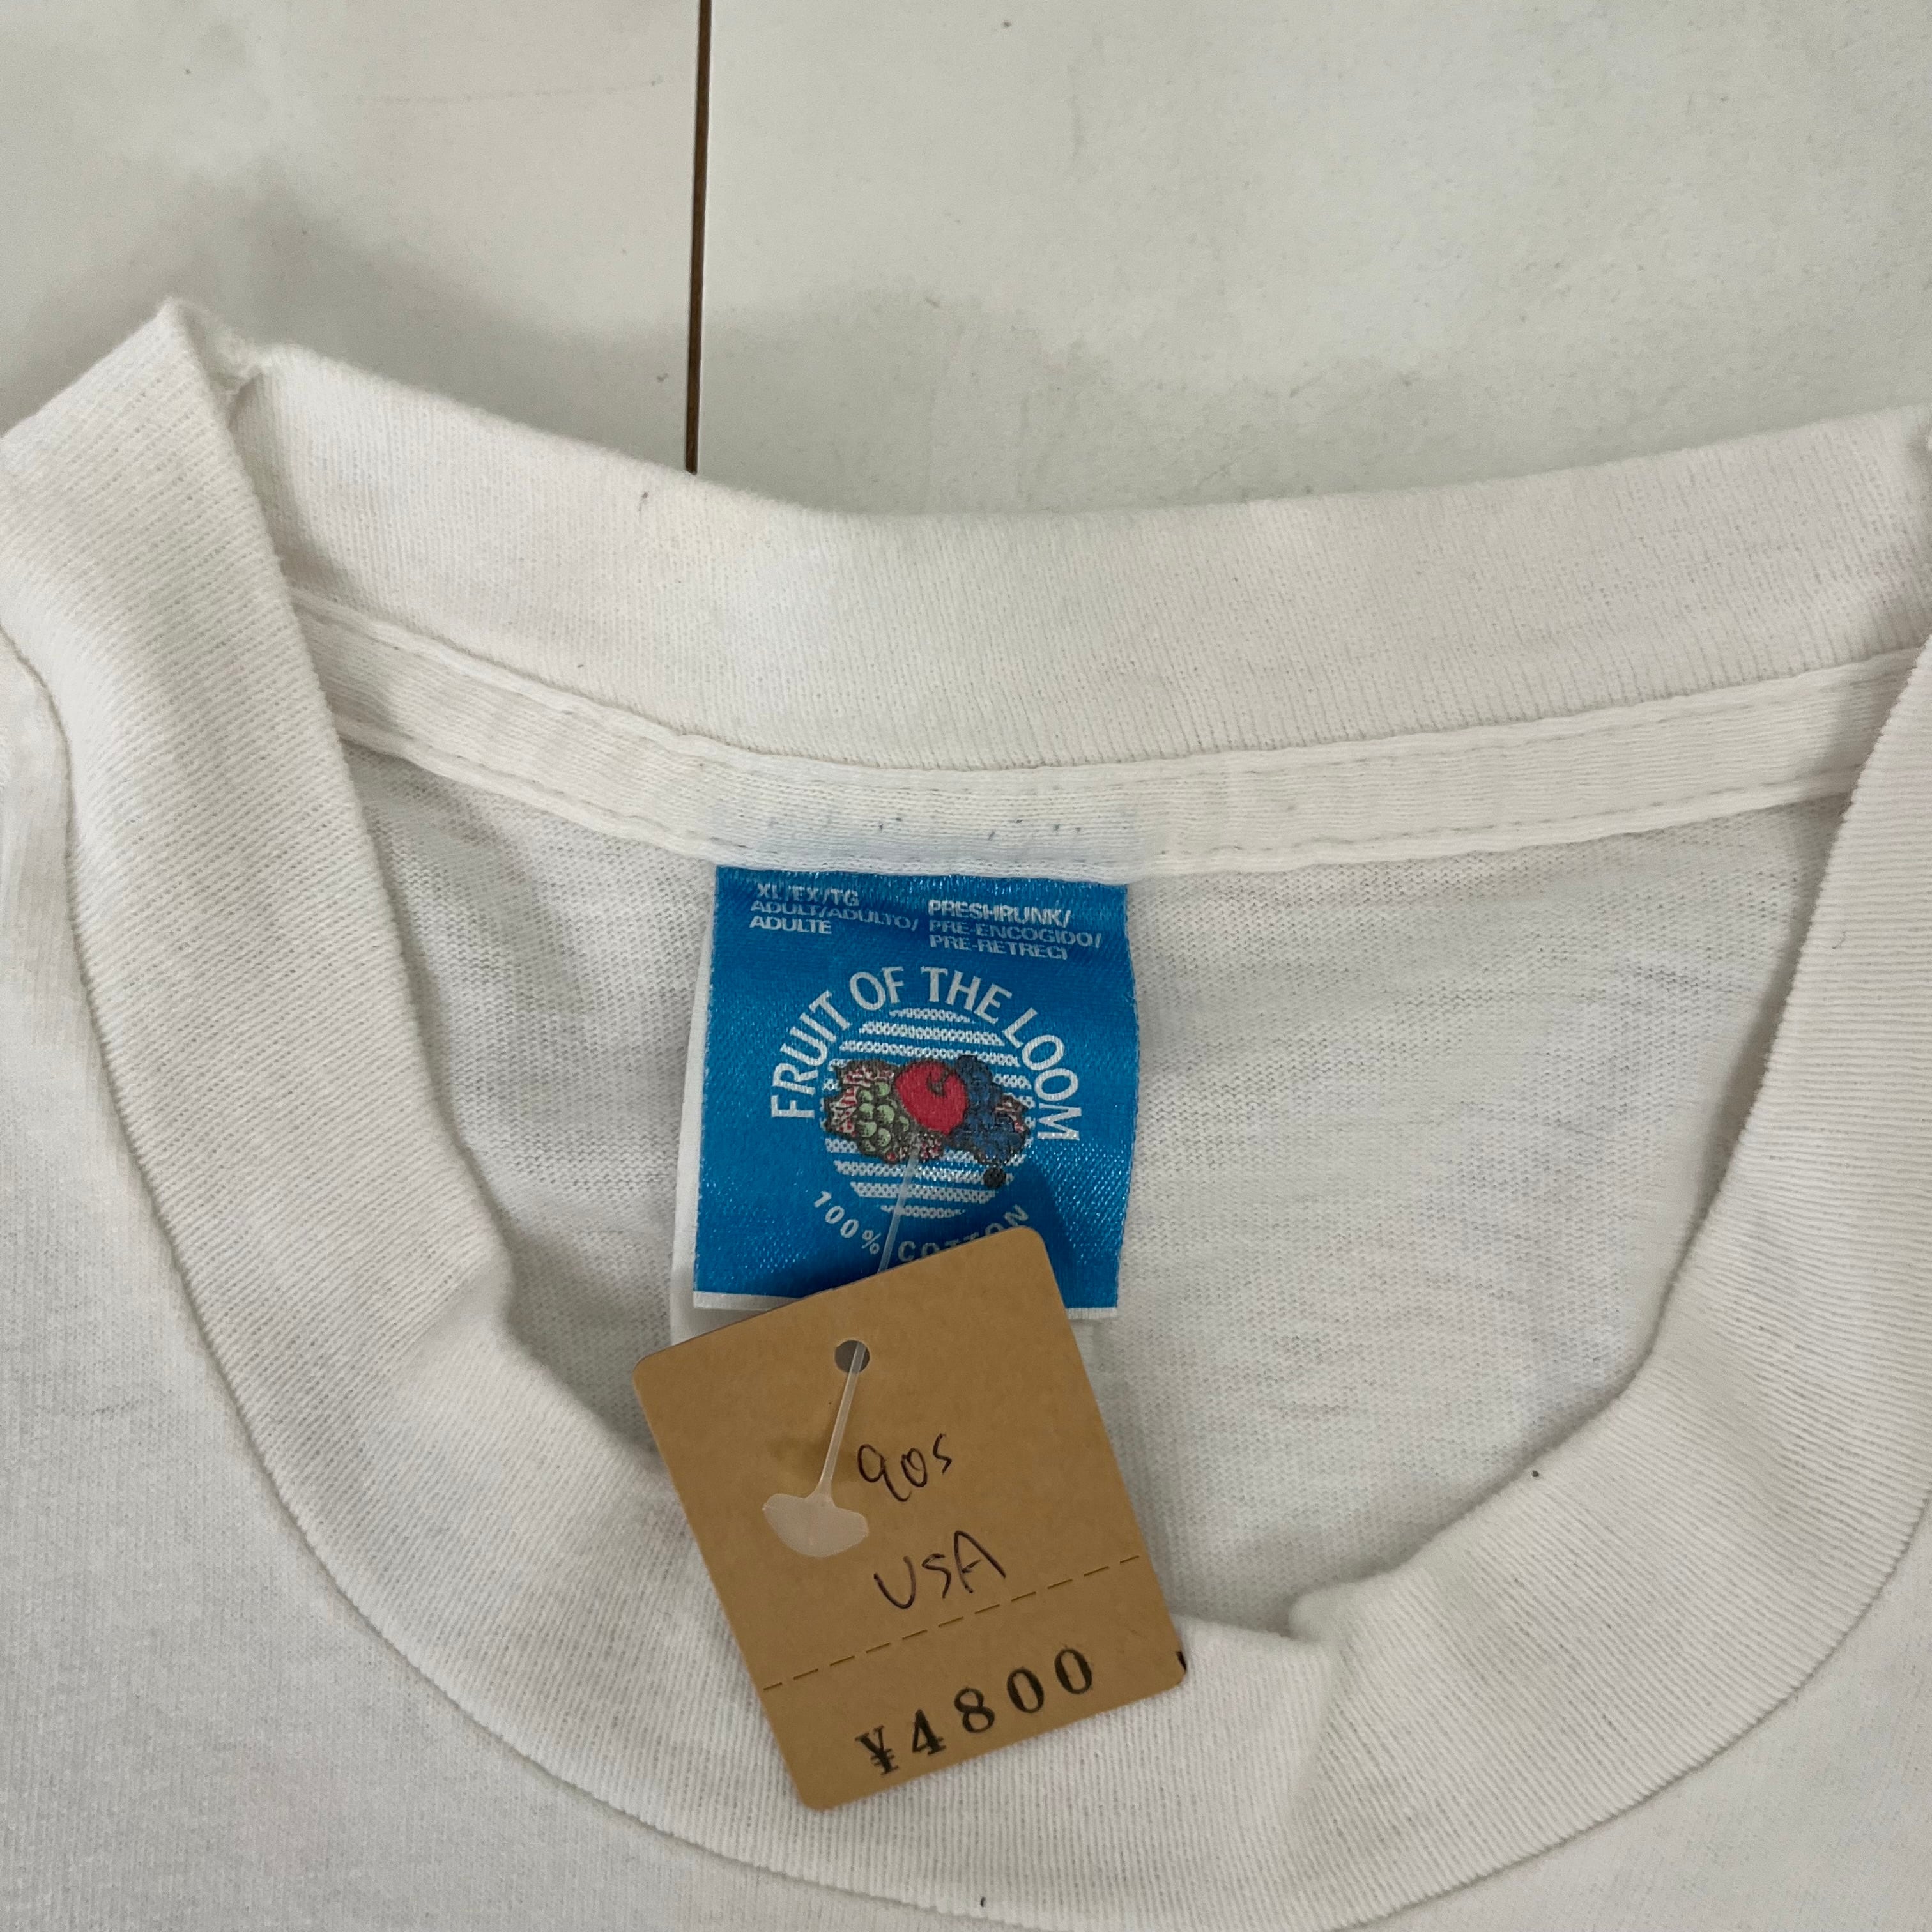 XL/EX/TG
ADULT/ADULTO/
ADULTE
PRESHRUNK/
PRE-ENCOGIDO/
PRE-RETRECI
FRUIT OF THE LOOM
100% COTTON
90s
USA
¥4800